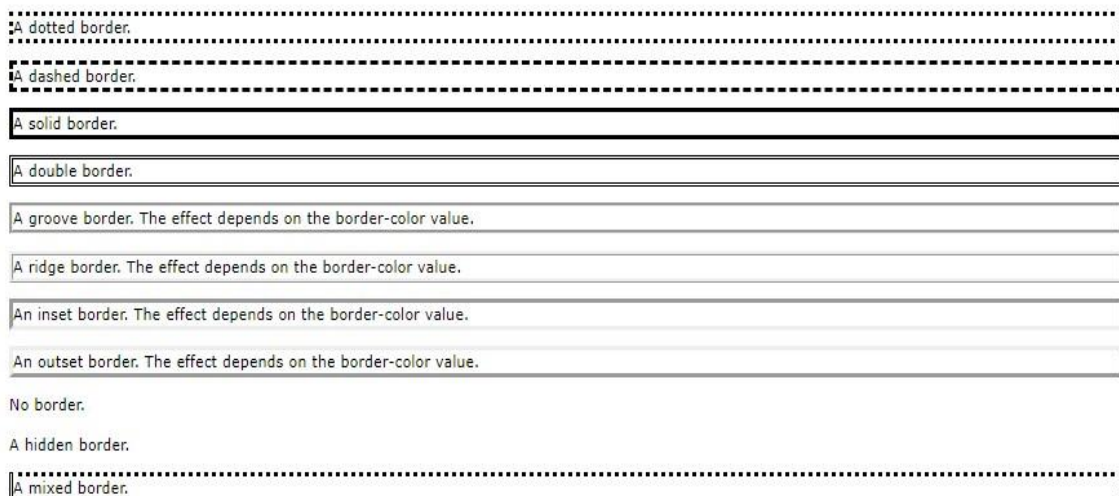 A dotted border.
A dashed border.
A solid border.
A double border.
A groove border. The effect depends on the border-color value.
A ridge border. The effect depends on the border-color value.
An inset border. The effect depends on the border-color value.
An outset border. The effect depends on the border-color value.
No border.
A hidden border.
A mixed border.